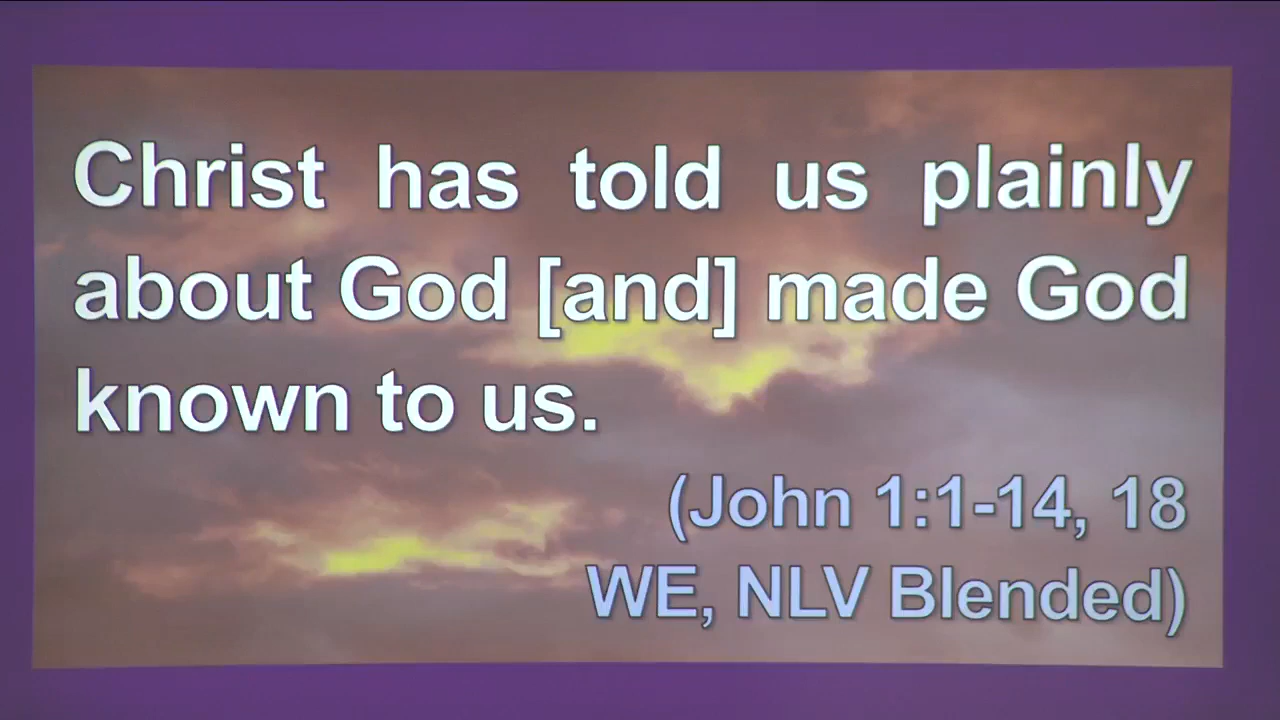 Christ has told us plainly
about God [and] made God
known to us.
(John 1:1-14, 18
WE, NLV Blended)